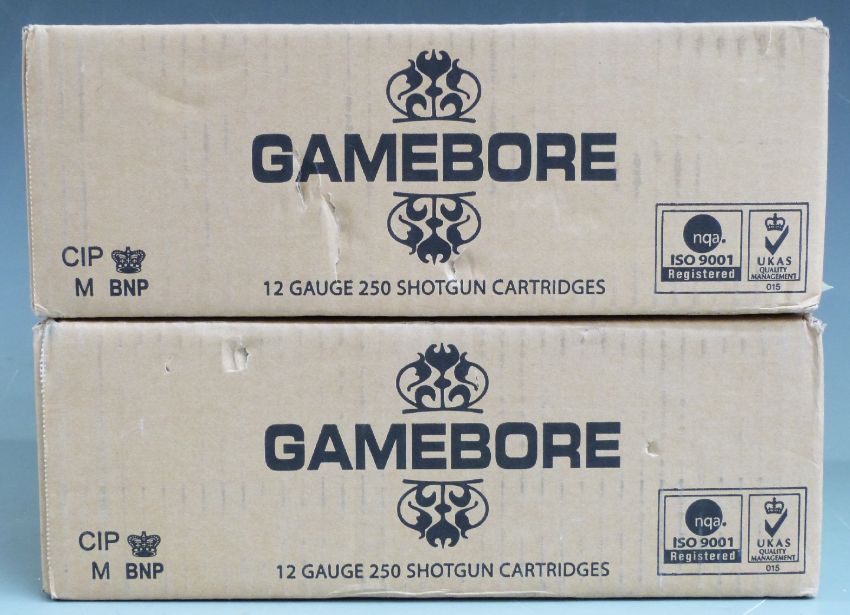 GAMEBORE
CIP
M BNP
12 GAUGE 250 SHOTGUN CARTRIDGES
nqa.
ISO 9001
Registered
UKAS
QUALITY
MANAGEMENT
015
GAMEBORE
CIP
M BNP
12 GAUGE 250 SHOTGUN CARTRIDGES
nqa.
ISO 9001
Registered
UKAS
QUALITY
MANAGEMENT
015